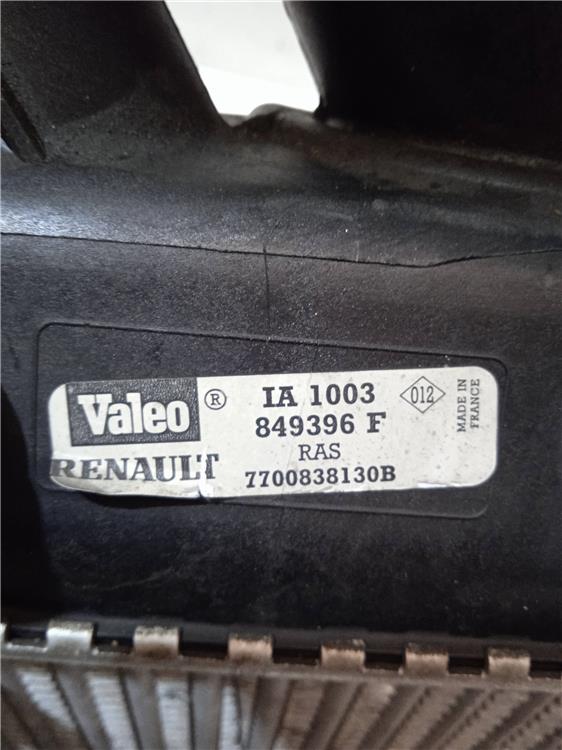 Valeo ®
RENAULT
IA 1003
849396 F
RAS
7700838130B
012
MADE IN
FRANCE